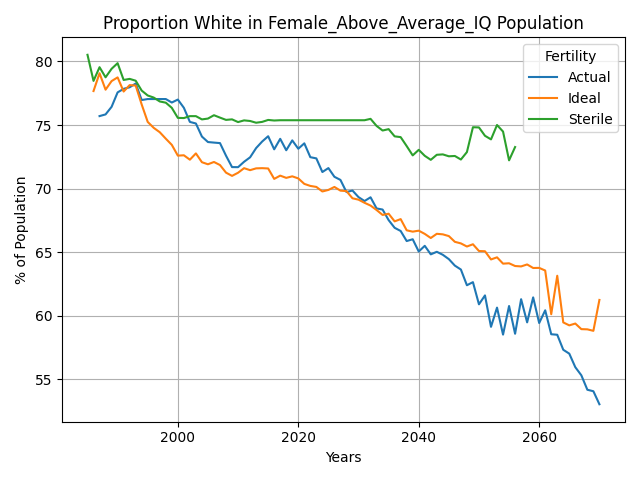 Proportion White in Female_Above_Average_IQ Population
% of Population
80
75
70
65
60
55
Fertility
Actual
Ideal
Sterile
2000
2020
2040
2060
Years